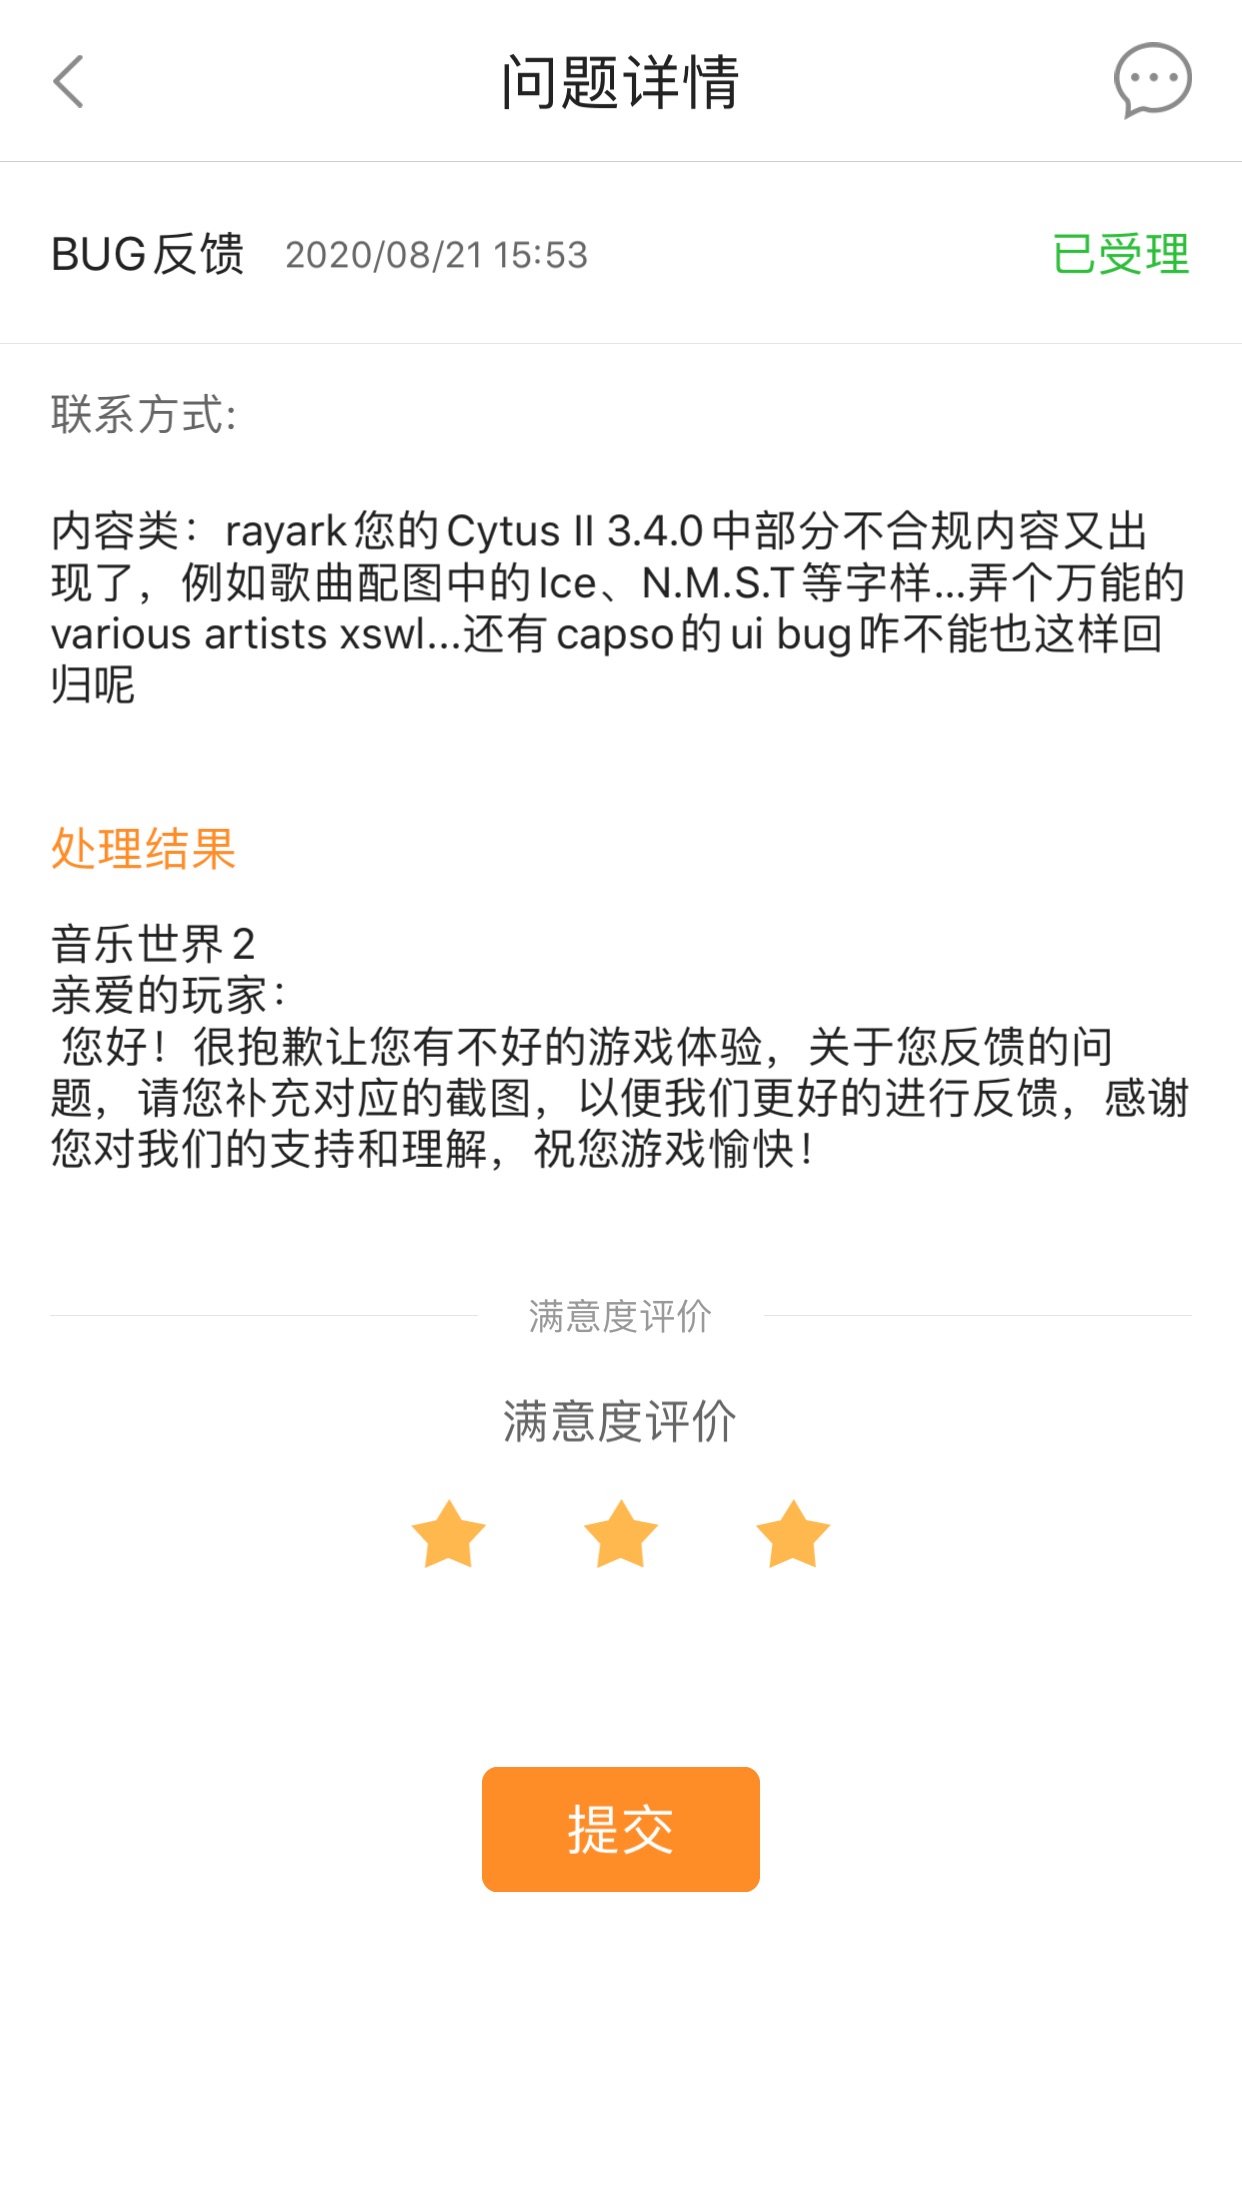 问题详情
BUG反馈 2020/08/21 15:53 已受理
联系方式:
内容类：rayark您的Cytus II 3.4.0中部分不合规内容又出
现了，例如歌曲配图中的Ice、N.M.S.T等字样...弄个万能的
various artists xswl...还有capso的ui bug咋不能也这样回
归呢
处理结果
音乐世界2
亲爱的玩家：
您好！很抱歉让您有不好的游戏体验，关于您反馈的问
题，请您补充对应的截图，以便我们更好的进行反馈，感谢
您对我们的支持和理解，祝您游戏愉快！
满意度评价
满意度评价
提交